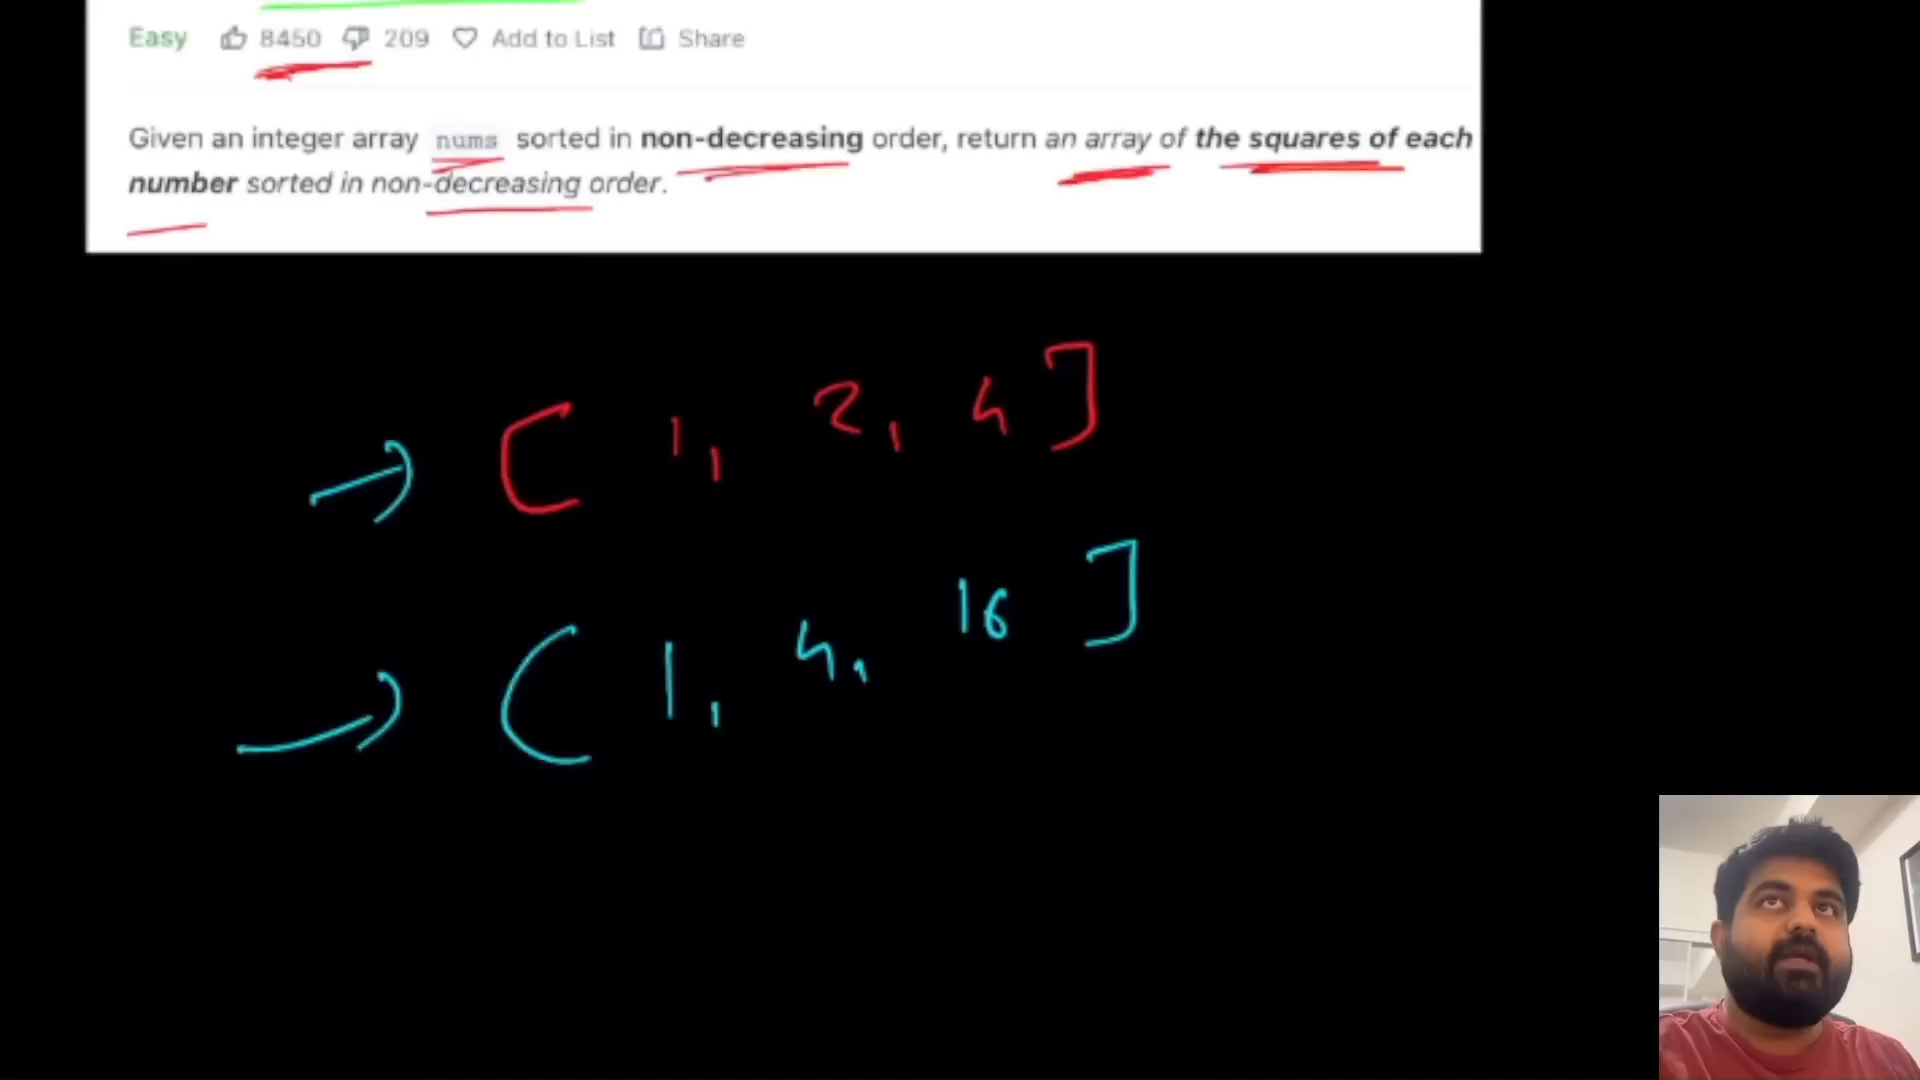 Easy 8450 209 Add to List Share
Given an integer array nums sorted in non-decreasing order, return an array of the squares of each
number sorted in non-decreasing order.
[ 1, 2, 4 ]
[ 1, 4, 16 ]